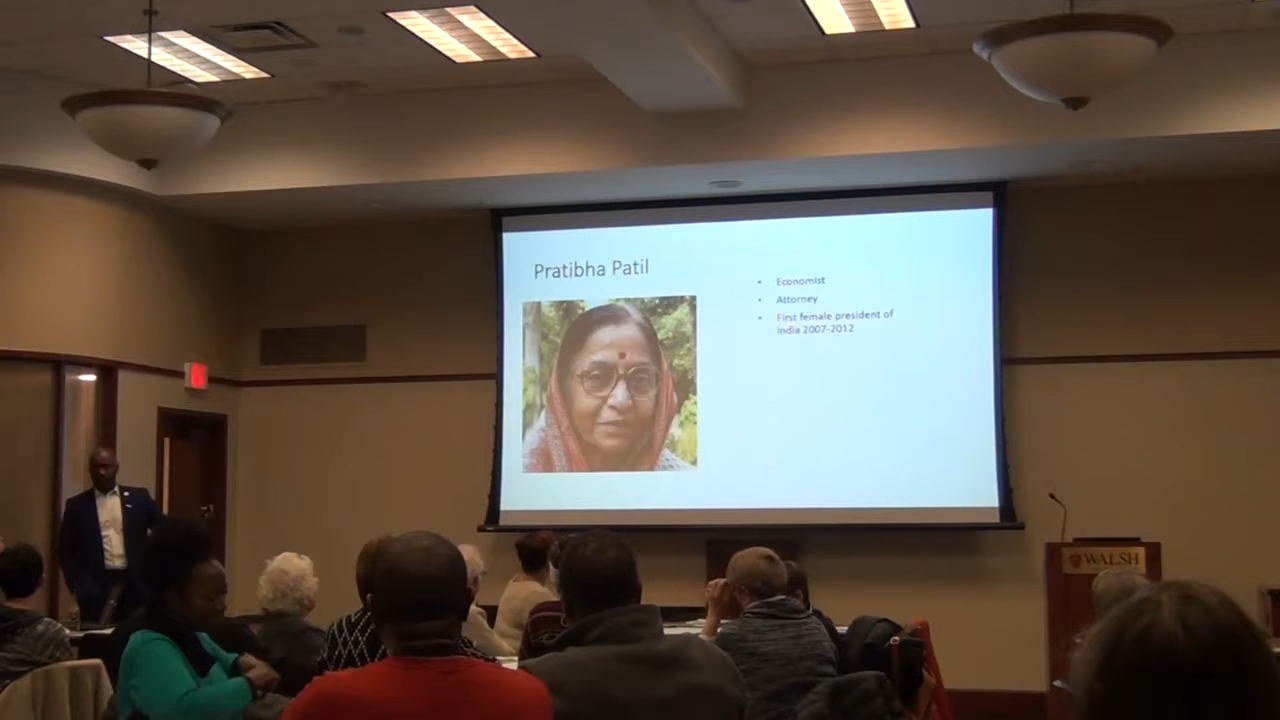 Pratibha Patil
• Economist
• Attorney
• First female president of
India 2007-2012
WALSH